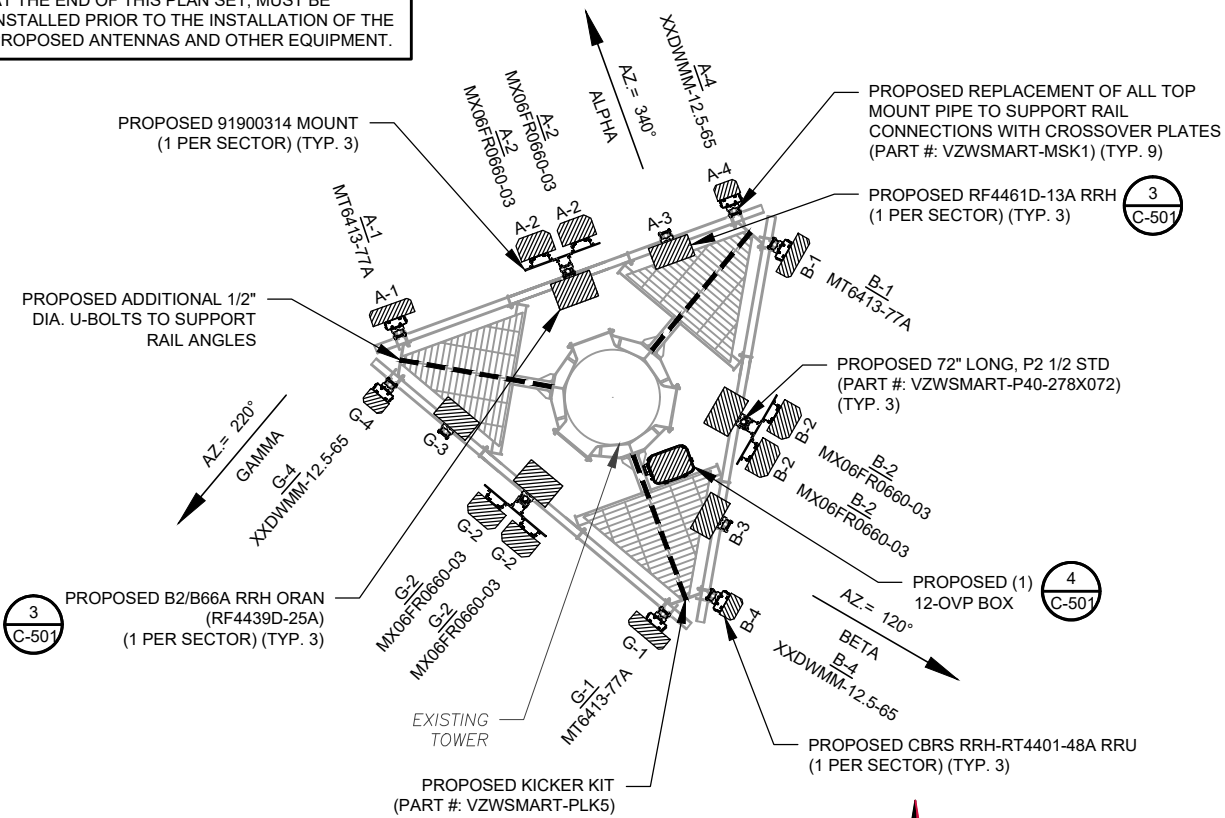 AT THE END OF THIS PLAN SET, MUST BE
INSTALLED PRIOR TO THE INSTALLATION OF THE
PROPOSED ANTENNAS AND OTHER EQUIPMENT.
PROPOSED 91900314 MOUNT
(1 PER SECTOR) (TYP. 3)
A-2
MX06FR0660-03
A-2
MX06FR0660-03
AZ.= 340°
ALPHA
A-4
XXDWMM-12.5-65
PROPOSED REPLACEMENT OF ALL TOP
MOUNT PIPE TO SUPPORT RAIL
CONNECTIONS WITH CROSSOVER PLATES
(PART #: VZWSMART-MSK1) (TYP. 9)
PROPOSED RF4461D-13A RRH
(1 PER SECTOR) (TYP. 3)
3
C-501
A-1
MT6413-77A
A-1
A-2
A-2
A-3
A-4
B-1
B-1
MT6413-77A
PROPOSED ADDITIONAL 1/2"
DIA. U-BOLTS TO SUPPORT
RAIL ANGLES
PROPOSED 72" LONG, P2 1/2 STD
(PART #: VZWSMART-P40-278X072)
(TYP. 3)
AZ.= 220°
GAMMA
G-4
G-4
XXDWMM-12.5-65
G-3
B-2
B-2
B-2
MX06FR0660-03
B-2
MX06FR0660-03
G-2
G-2
G-2
MX06FR0660-03
G-2
MX06FR0660-03
B-3
PROPOSED (1)
12-OVP BOX
4
C-501
3
C-501
PROPOSED B2/B66A RRH ORAN
(RF4439D-25A)
(1 PER SECTOR) (TYP. 3)
G-1
G-1
MT6413-77A
B-4
AZ.= 120°
BETA
B-4
XXDWMM-12.5-65
EXISTING
TOWER
PROPOSED CBRS RRH-RT4401-48A RRU
(1 PER SECTOR) (TYP. 3)
PROPOSED KICKER KIT
(PART #: VZWSMART-PLK5)